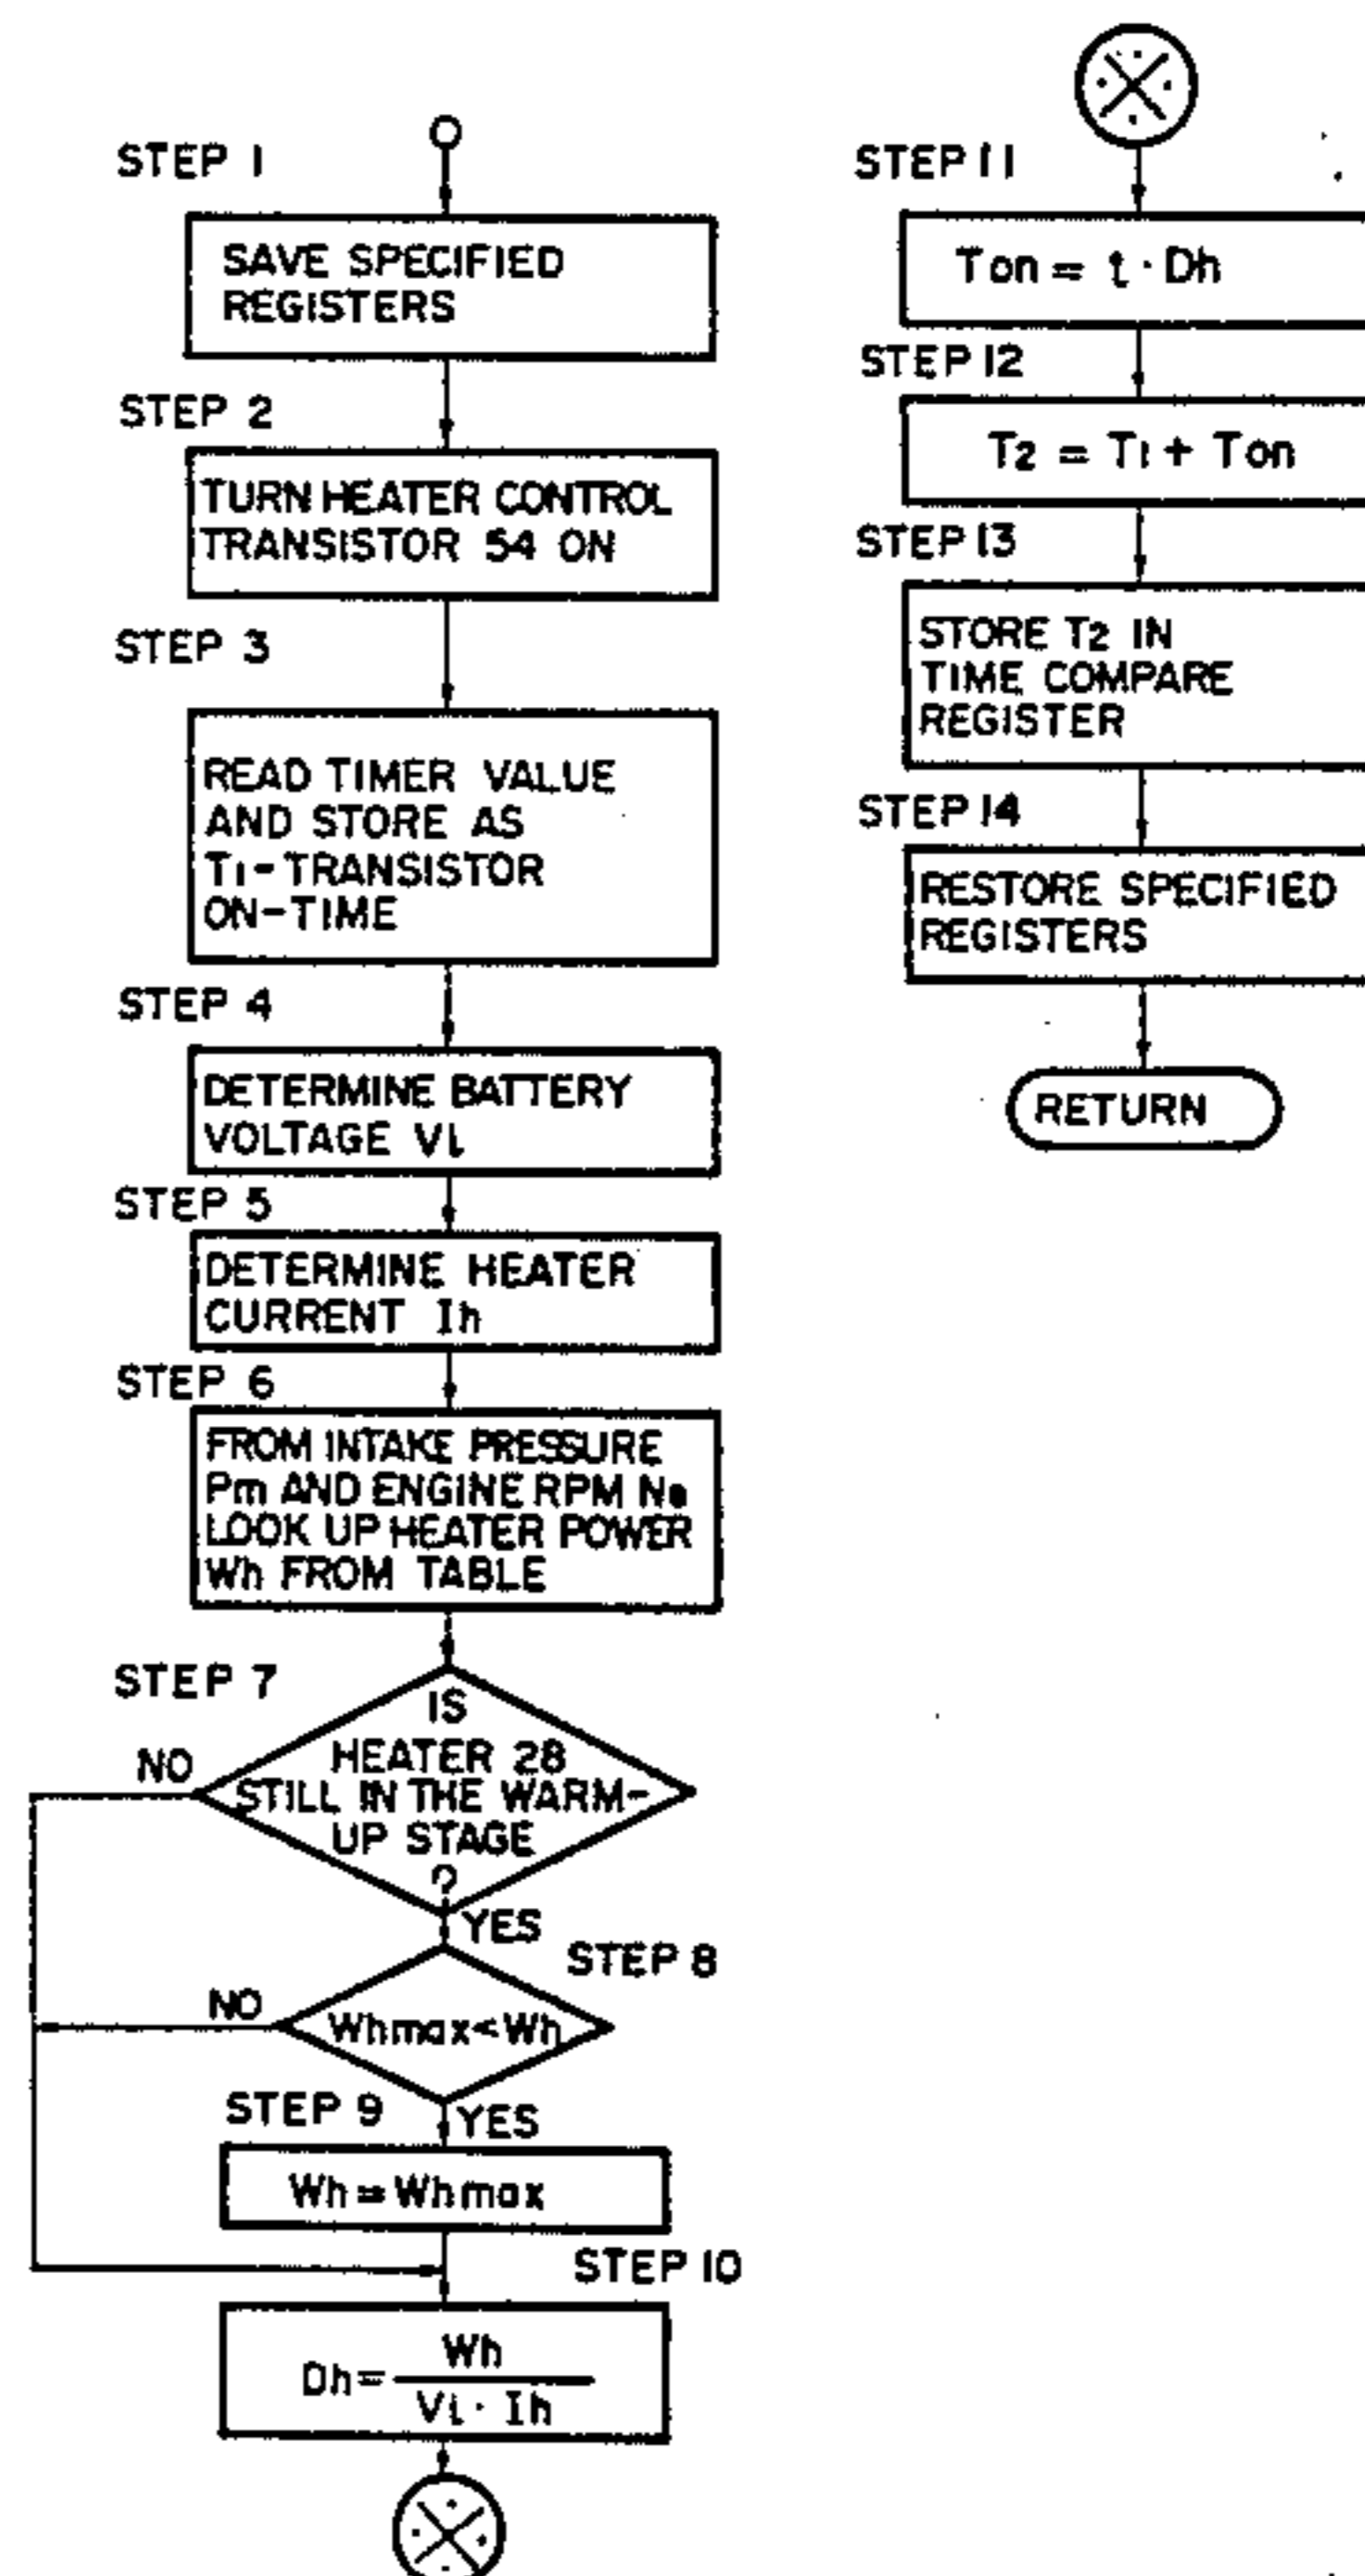 STEP 1
SAVE SPECIFIED
REGISTERS
STEP 2
TURN HEATER CONTROL
TRANSISTOR 54 ON
STEP 3
READ TIMER VALUE
AND STORE AS
T1-TRANSISTOR
ON-TIME
STEP 4
DETERMINE BATTERY
VOLTAGE Vi
STEP 5
DETERMINE HEATER
CURRENT Ih
STEP 6
FROM INTAKE PRESSURE
Pm AND ENGINE RPM Ne
LOOK UP HEATER POWER
Wh FROM TABLE
STEP 7
IS
HEATER 28
STILL IN THE WARM-
UP STAGE
?
NO
YES
STEP 8
NO
Whmax<Wh
STEP 9
YES
Wh=Whmax
STEP 10
Dh= Wh
Vi· Ih
STEP 11
Ton = t · Dh
STEP 12
T2 = T1 + Ton
STEP 13
STORE T2 IN
TIME COMPARE
REGISTER
STEP 14
RESTORE SPECIFIED
REGISTERS
RETURN